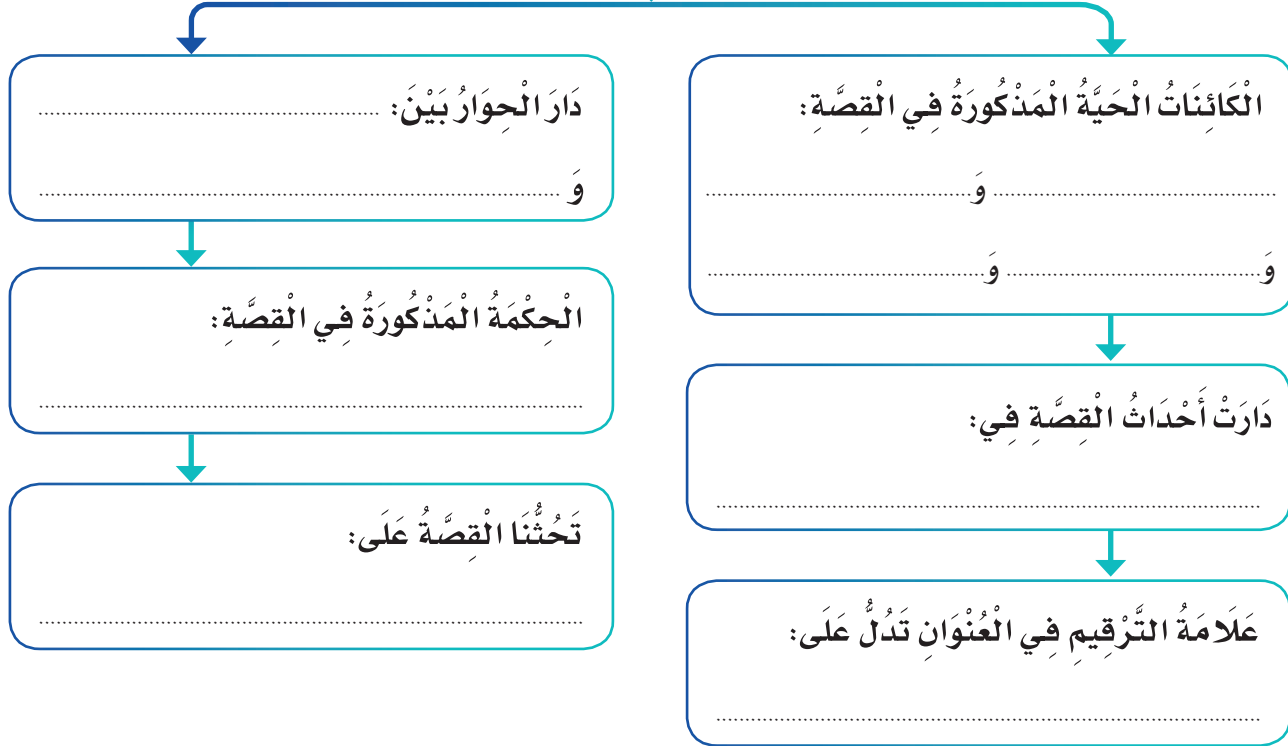 الْكَائِنَاتُ الْحَيَّةُ الْمَذْكُورَةُ فِي الْقِصَّةِ:
........................ وَ ........................
وَ ........................ وَ ........................
دَارَتْ أَحْدَاثُ الْقِصَّةِ فِي:
................................................
عَلَامَةُ التَّرْقِيمِ فِي الْعُنْوَانِ تَدُلُّ عَلَى:
................................................
دَارَ الْحِوَارُ بَيْنَ: ................................
وَ ................................................
الْحِكْمَةُ الْمَذْكُورَةُ فِي الْقِصَّةِ:
................................................
تَحُثُّنَا الْقِصَّةُ عَلَى:
................................................